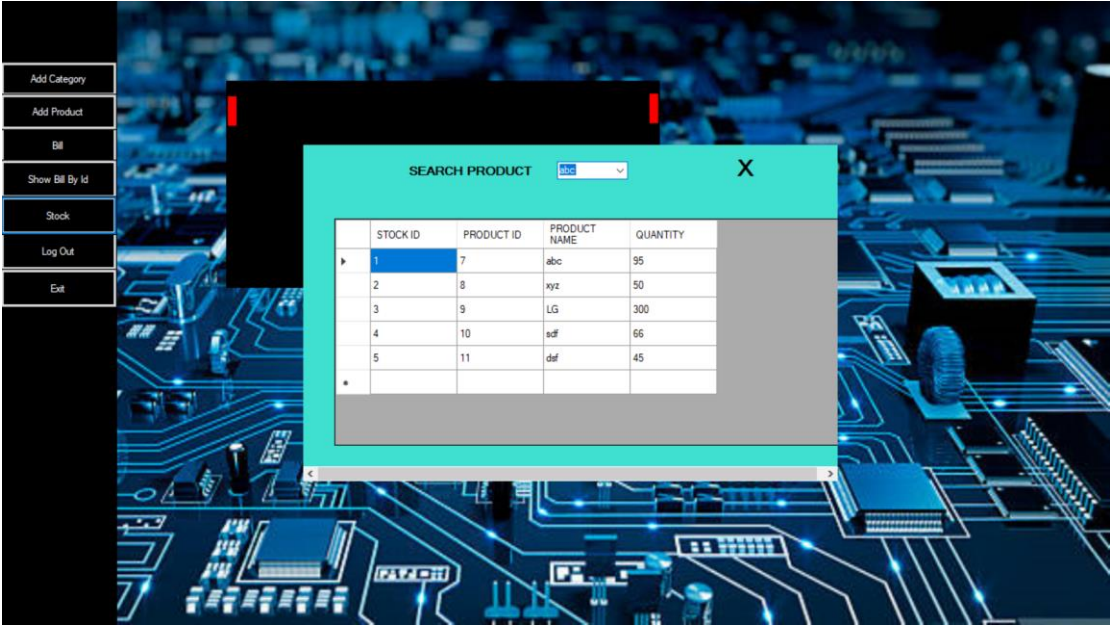 Add Category
Add Product
Bill
Show Bill By Id
Stock
Log Out
Exit
SEARCH PRODUCT abc X
STOCK ID PRODUCT ID PRODUCT NAME QUANTITY
1 7 abc 95
2 8 xyz 50
3 9 LG 300
4 10 sdf 66
5 11 dsf 45